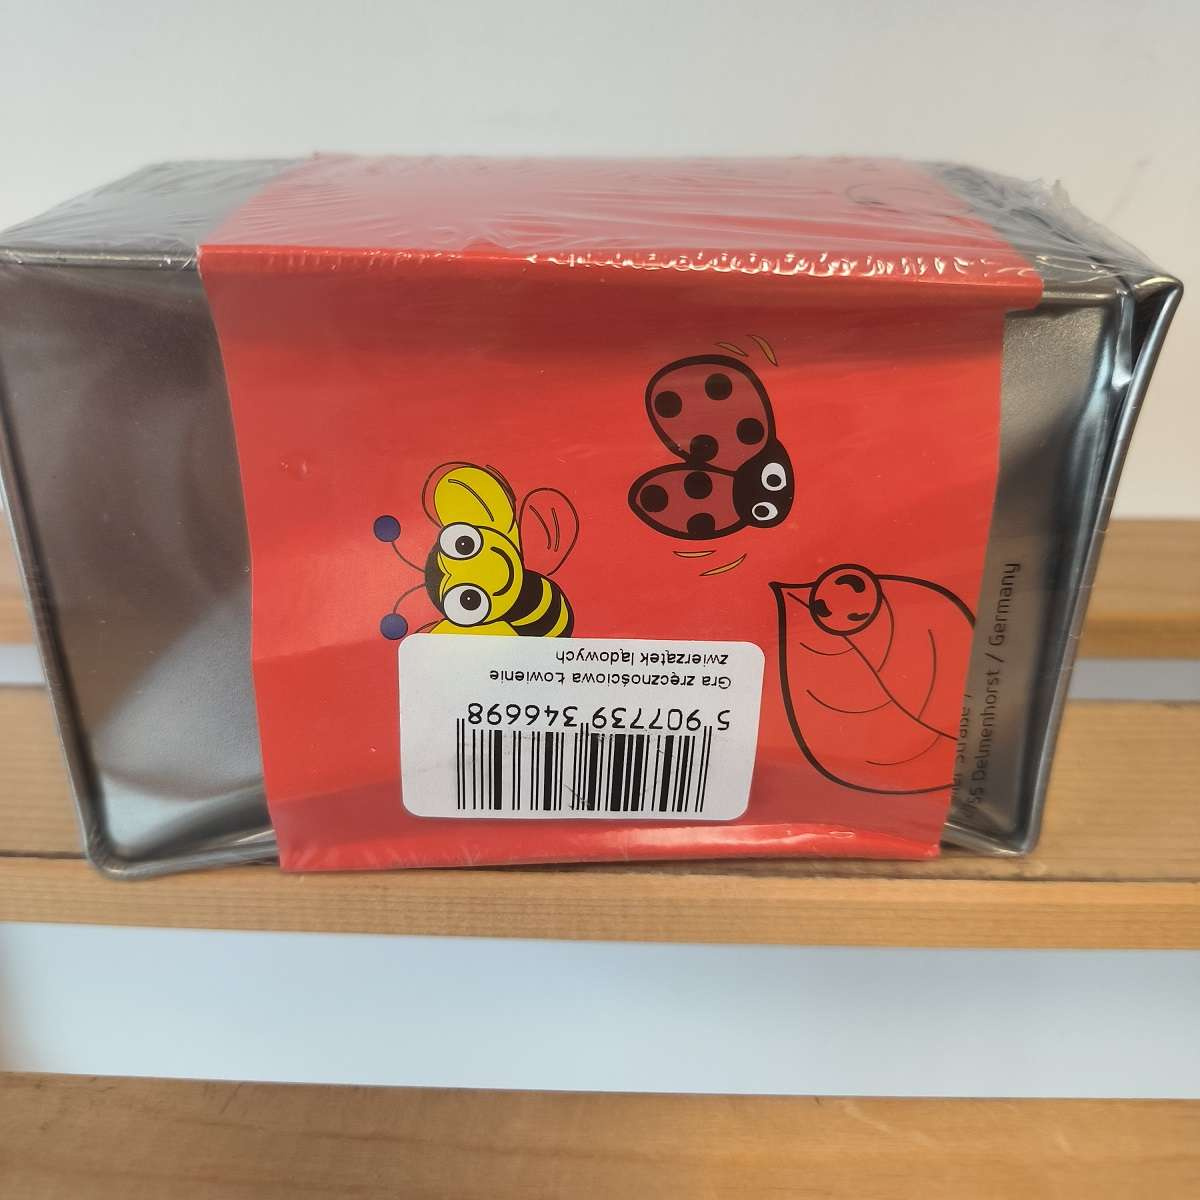 Gra zręcznościowa Łowienie
zwierzątek lądowych
5 907739 346698
Delmenhorst / Germany